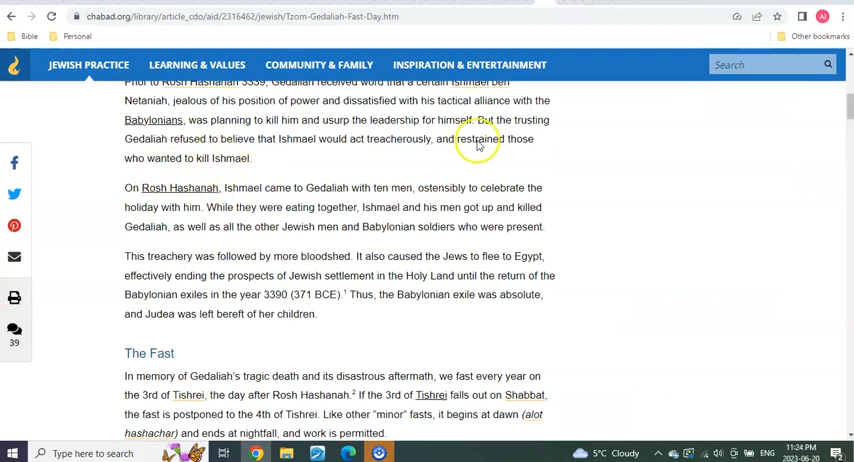 chabad.org/library/article_cdo/aid/2316462/jewish/Tzom-Gedaliah-Fast-Day.htm
Al
Bible
Personal
Other bookmarks
JEWISH PRACTICE
LEARNING & VALUES
COMMUNITY & FAMILY
INSPIRATION & ENTERTAINMENT
Search
Prior to Rosh Hashanah 3339, Gedaliah received word that a certain Ishmael ben
Netaniah, jealous of his position of power and dissatisfied with his tactical alliance with the
Babylonians, was planning to kill him and usurp the leadership for himself. But the trusting
Gedaliah refused to believe that Ishmael would act treacherously, and restrained those
who wanted to kill Ishmael.
On Rosh Hashanah, Ishmael came to Gedaliah with ten men, ostensibly to celebrate the
holiday with him. While they were eating together, Ishmael and his men got up and killed
Gedaliah, as well as all the other Jewish men and Babylonian soldiers who were present.
This treachery was followed by more bloodshed. It also caused the Jews to flee to Egypt,
effectively ending the prospects of Jewish settlement in the Holy Land until the return of the
Babylonian exiles in the year 3390 (371 BCE).1 Thus, the Babylonian exile was absolute,
and Judea was left bereft of her children.
39
The Fast
In memory of Gedaliah's tragic death and its disastrous aftermath, we fast every year on
the 3rd of Tishrei, the day after Rosh Hashanah.2 If the 3rd of Tishrei falls out on Shabbat,
the fast is postponed to the 4th of Tishrei. Like other "minor" fasts, it begins at dawn (alot
hashachar) and ends at nightfall, and work is permitted.
Type here to search
5°C Cloudy
ENG
11:24 PM
2023-06-20